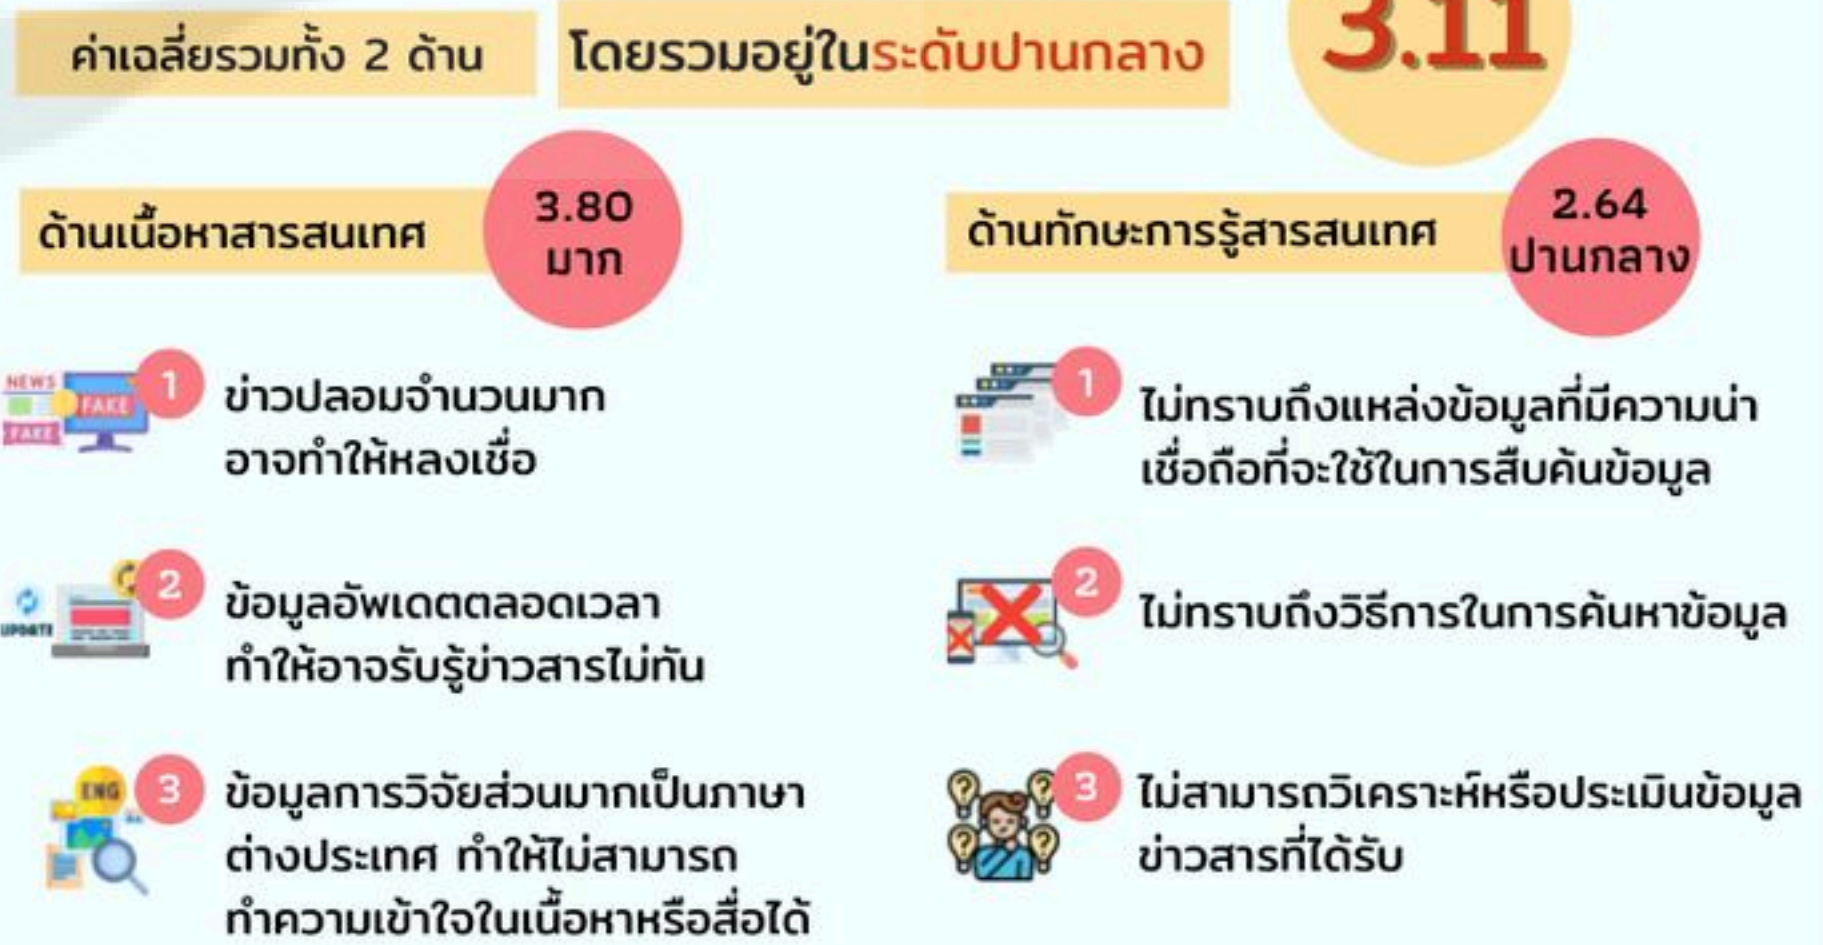 ค่าเฉลี่ยรวมทั้ง 2 ด้าน
โดยรวมอยู่ในระดับปานกลาง
3.11
ด้านเนื้อหาสารสนเทศ
3.80
มาก
NEWS
FAKE
FAKE
1
ข่าวปลอมจำนวนมาก
อาจทำให้หลงเชื่อ
UPDATE
2
ข้อมูลอัพเดตตลอดเวลา
ทำให้อาจรับรู้ข่าวสารไม่ทัน
ENG
3
ข้อมูลการวิจัยส่วนมากเป็นภาษา
ต่างประเทศ ทำให้ไม่สามารถ
ทำความเข้าใจในเนื้อหาหรือสื่อได้
ด้านทักษะการรู้สารสนเทศ
2.64
ปานกลาง
1
ไม่ทราบถึงแหล่งข้อมูลที่มีความน่า
เชื่อถือที่จะใช้ในการสืบค้นข้อมูล
2
ไม่ทราบถึงวิธีการในการค้นหาข้อมูล
3
ไม่สามารถวิเคราะห์หรือประเมินข้อมูล
ข่าวสารที่ได้รับ